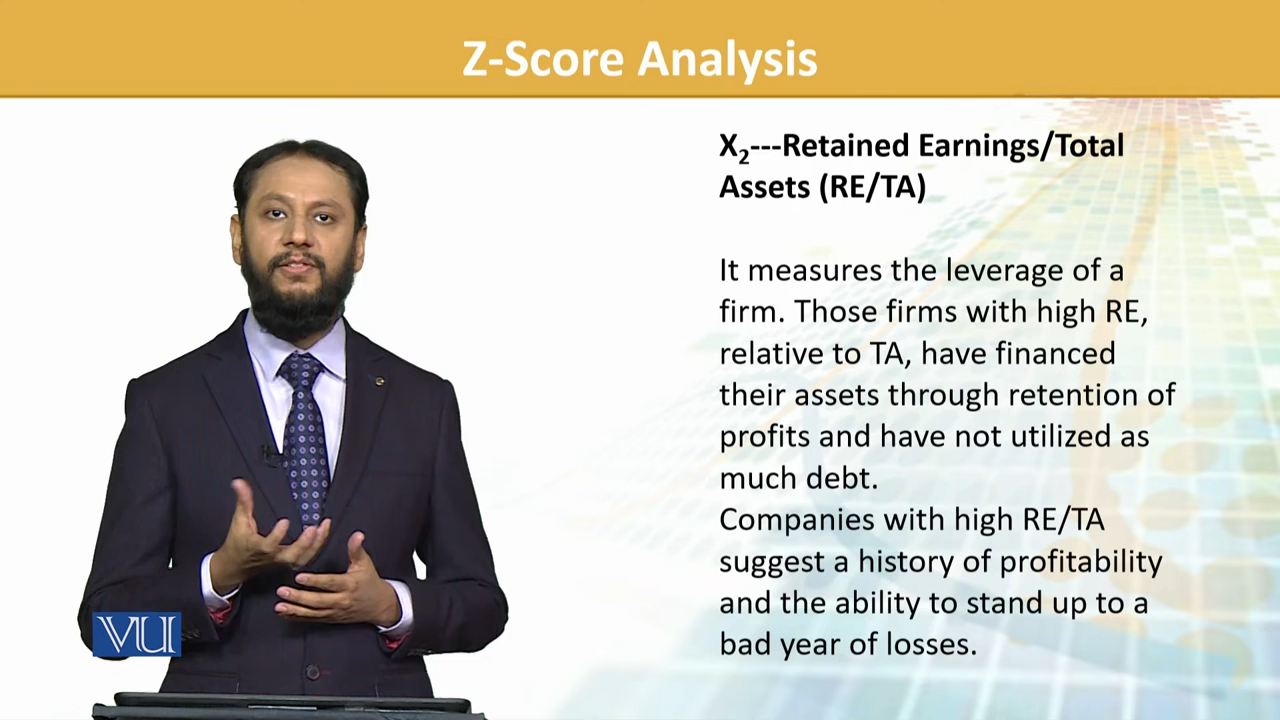 Z-Score Analysis
X₂---Retained Earnings/Total
Assets (RE/TA)
It measures the leverage of a
firm. Those firms with high RE,
relative to TA, have financed
their assets through retention of
profits and have not utilized as
much debt.
Companies with high RE/TA
suggest a history of profitability
and the ability to stand up to a
bad year of losses.
VU